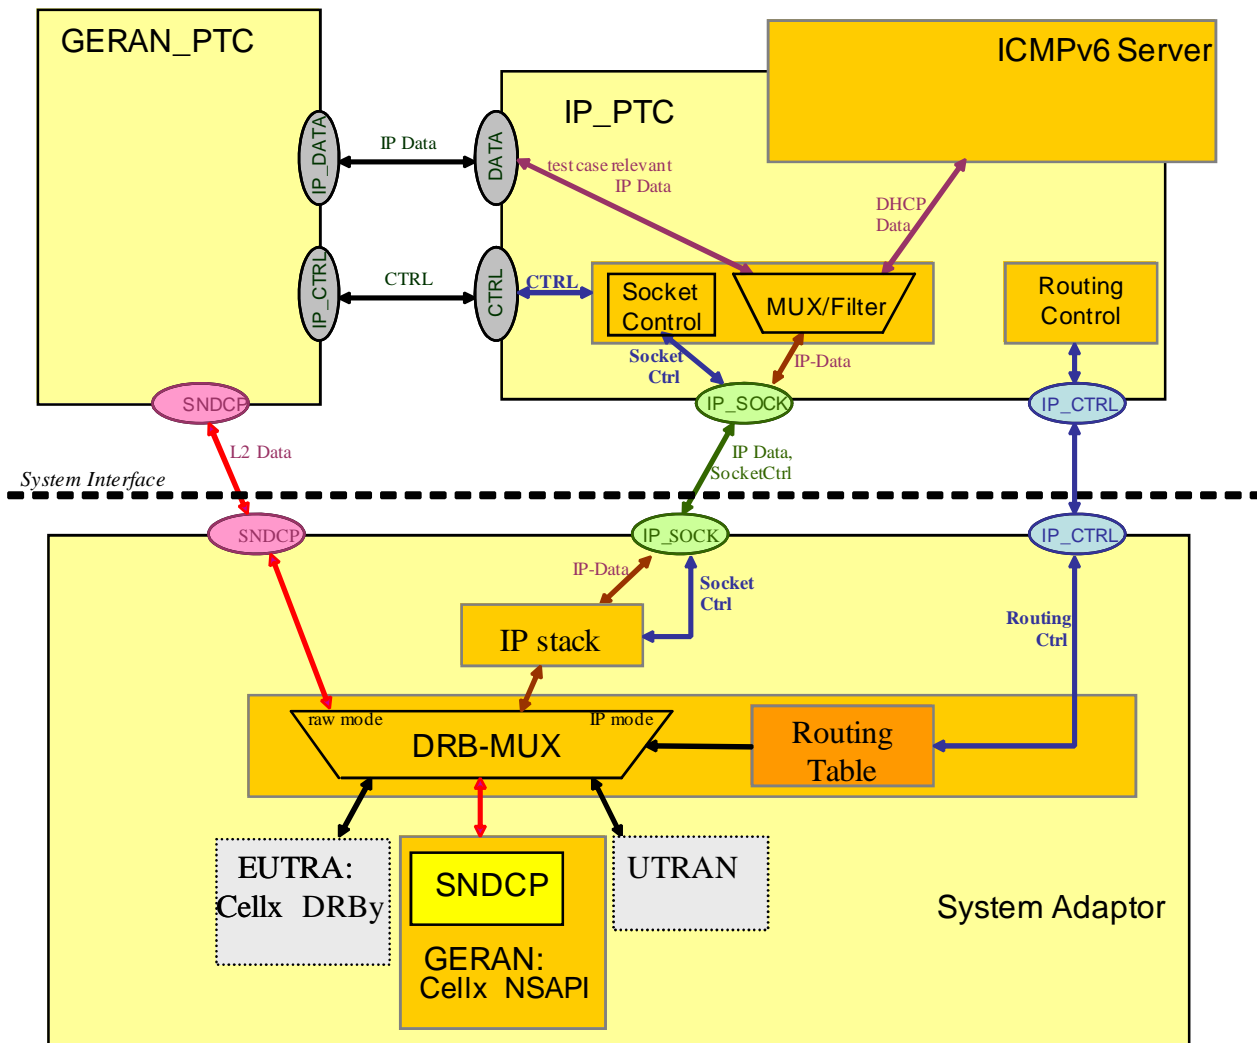 GERAN_PTC
ICMPv6 Server
IP_PTC
IP_DATA
IP Data
DATA
test case relevant
IP Data
DHCP
Data
IP_CTRL
CTRL
CTRL
CTRL
Socket
Control
MUX/Filter
Routing
Control
Socket
Ctrl
IP-Data
SNDCP
IP_SOCK
IP_CTRL
L2 Data
IP Data,
SocketCtrl
System Interface
SNDCP
IP_SOCK
IP_CTRL
IP-Data
Socket
Ctrl
IP stack
Routing
Ctrl
raw mode
IP mode
DRB-MUX
Routing
Table
EUTRA:
Cellx DRBy
SNDCP
GERAN:
Cellx NSAPI
UTRAN
System Adaptor